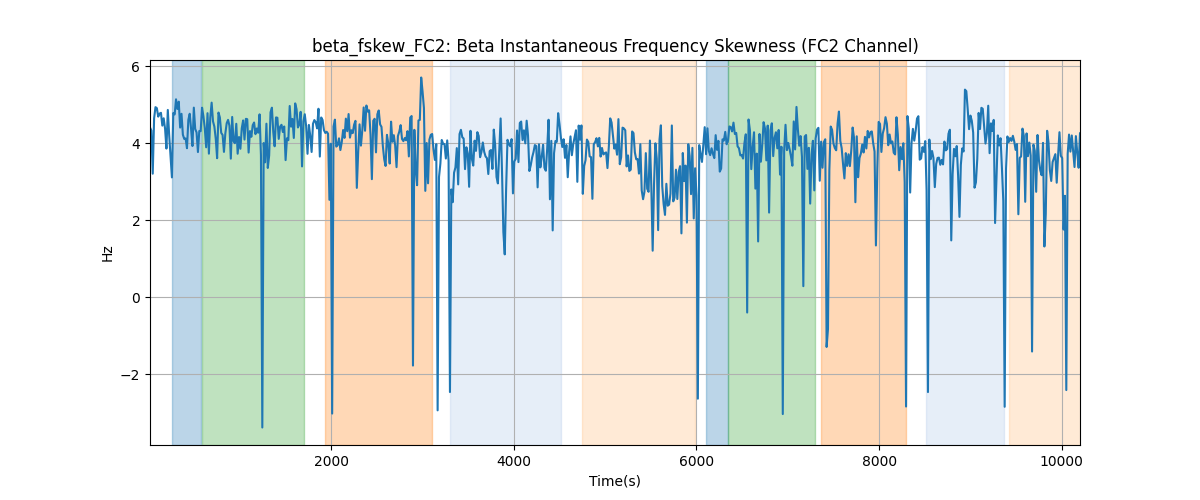 beta_fskew_FC2: Beta Instantaneous Frequency Skewness (FC2 Channel)
6
4
2
0
−2
Hz
2000 4000 6000 8000 10000
Time(s)